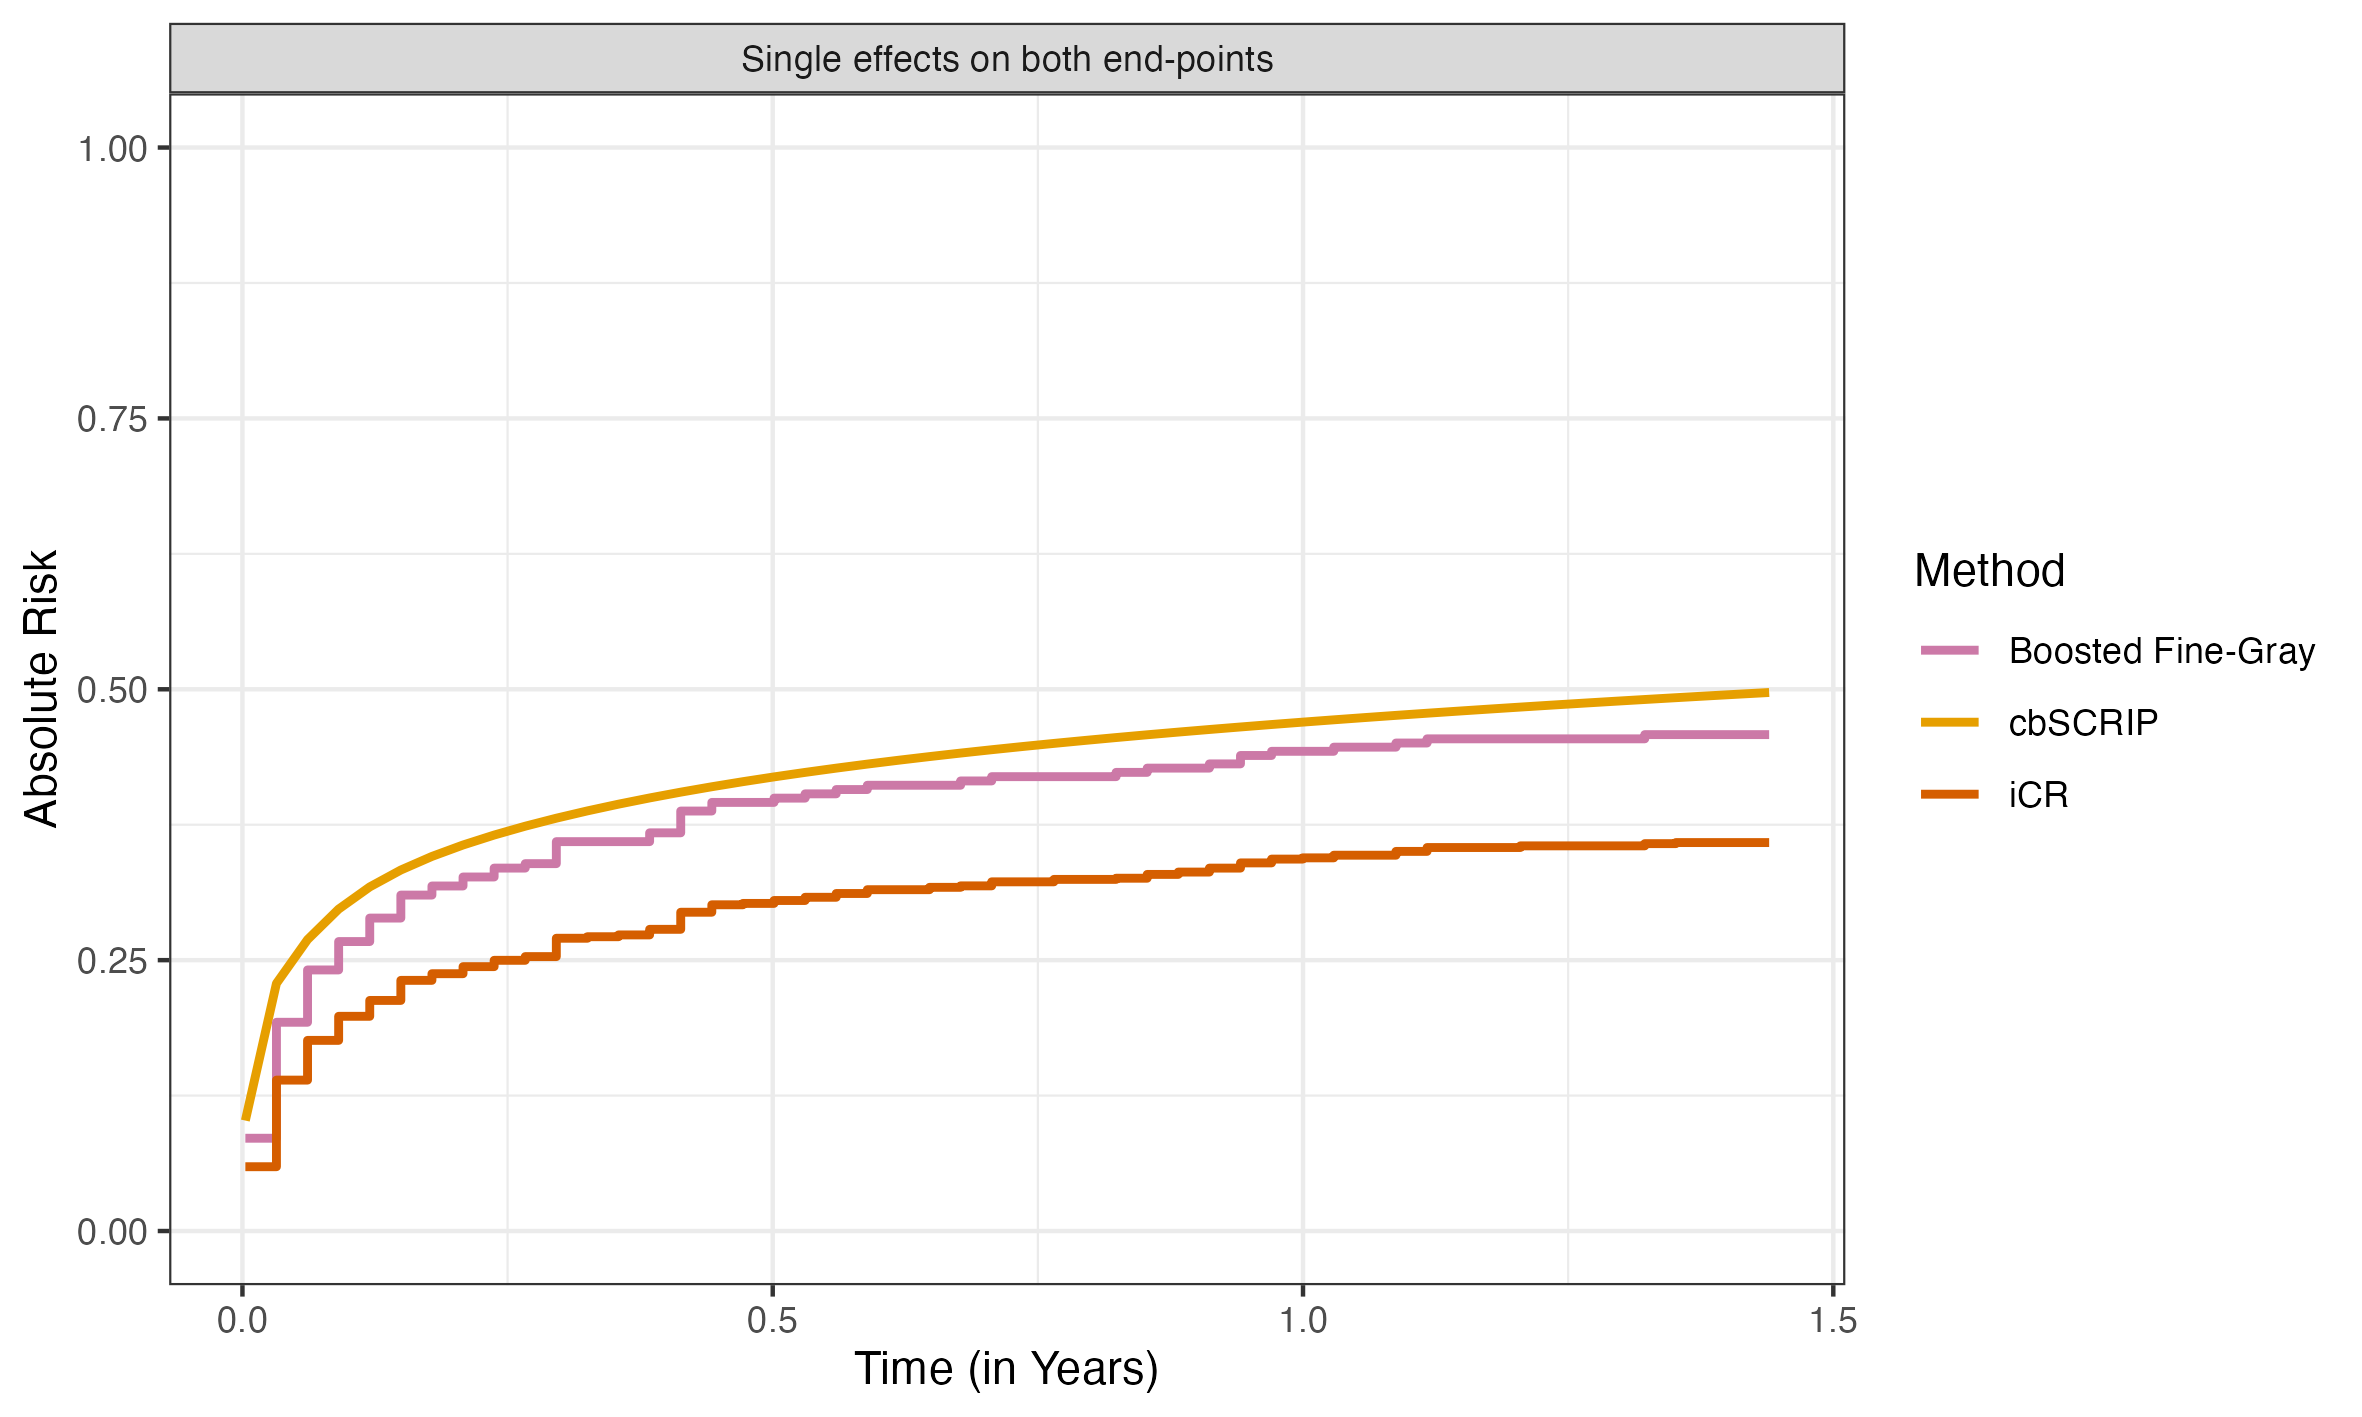 Single effects on both end-points
1.00
0.75
0.50
0.25
0.00
Absolute Risk
0.0
0.5
1.0
1.5
Time (in Years)
Method
Boosted Fine-Gray
cbSCRIP
iCR